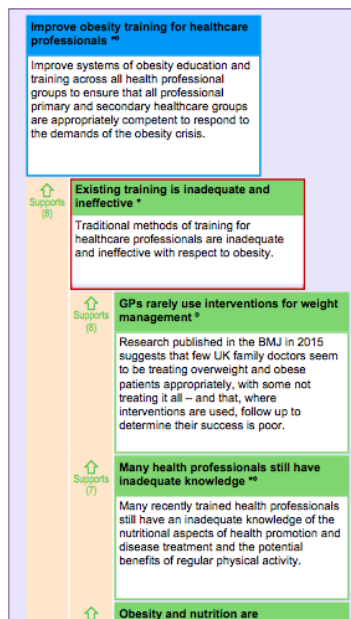 Improve obesity training for healthcare
professionals *º
Improve systems of obesity education and
training across all health professional
groups to ensure that all professional
primary and secondary healthcare groups
are appropriately competent to respond to
the demands of the obesity crisis.
Supports
(8)
Existing training is inadequate and
ineffective *
Traditional methods of training for
healthcare professionals are inadequate
and ineffective with respect to obesity.
Supports
(8)
GPs rarely use interventions for weight
management º
Research published in the BMJ in 2015
suggests that few UK family doctors seem
to be treating overweight and obese
patients appropriately, with some not
treating it all – and that, where
interventions are used, follow up to
determine their success is poor.
Supports
(7)
Many health professionals still have
inadequate knowledge *º
Many recently trained health professionals
still have an inadequate knowledge of the
nutritional aspects of health promotion and
disease treatment and the potential
benefits of regular physical activity.
Obesity and nutrition are